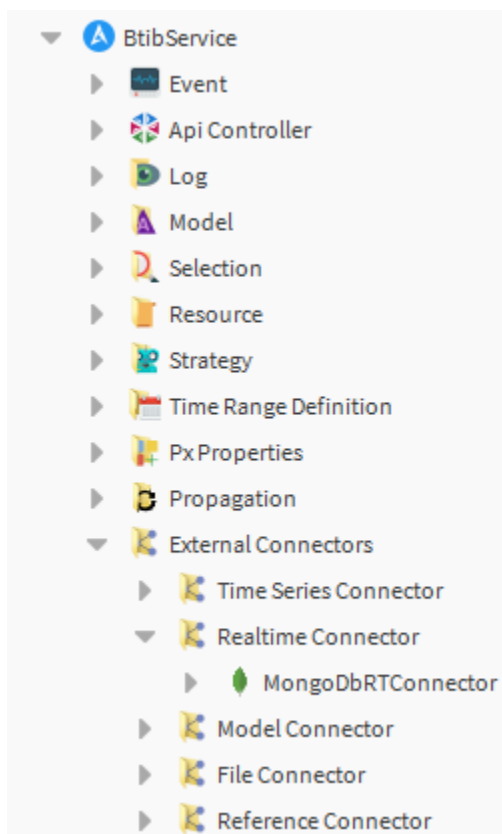 BtibService
Event
Api Controller
Log
Model
Selection
Resource
Strategy
Time Range Definition
Px Properties
Propagation
External Connectors
Time Series Connector
Realtime Connector
MongoDbRTConnector
Model Connector
File Connector
Reference Connector